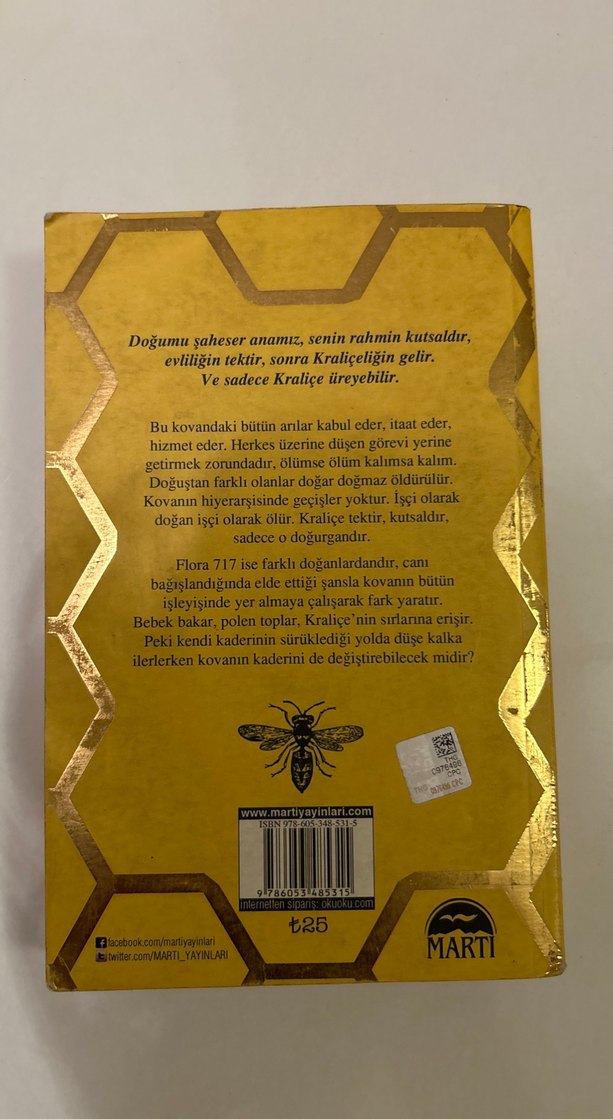 Doğumu şaheser anamız, senin rahmin kutsaldır,
evliliğin tektir, sonra Kraliçeliğin gelir.
Ve sadece Kraliçe üreyebilir.
Bu kovandaki bütün arılar kabul eder, itaat eder,
hizmet eder. Herkes üzerine düşen görevi yerine
getirmek zorundadır, ölümse ölüm kalımsa kalım.
Doğuştan farklı olanlar doğar doğmaz öldürülür.
Kovanın hiyerarşisinde geçişler yoktur. İşçi olarak
doğan işçi olarak ölür. Kraliçe tektir, kutsaldır,
sadece o doğurgandır.
Flora 717 ise farklı doğanlardandır, canı
bağışlandığında elde ettiği şansla kovanın bütün
işleyişinde yer almaya çalışarak fark yaratır.
Bebek bakar, polen toplar, Kraliçe’nin sırlarına erişir.
Peki kendi kaderinin sürüklediği yolda düşe kalka
ilerlerken kovanın kaderini de değiştirebilecek midir?
THG
0976496
CPC
THG 0976496 CPC
www.martiyayinlari.com
ISBN 978-605-348-531-5
9 786053 485315
internetten sipariş: okuoku.com
₺25
facebook.com/martiyayinlari
twitter.com/MARTI_YAYINLARI
MARTI